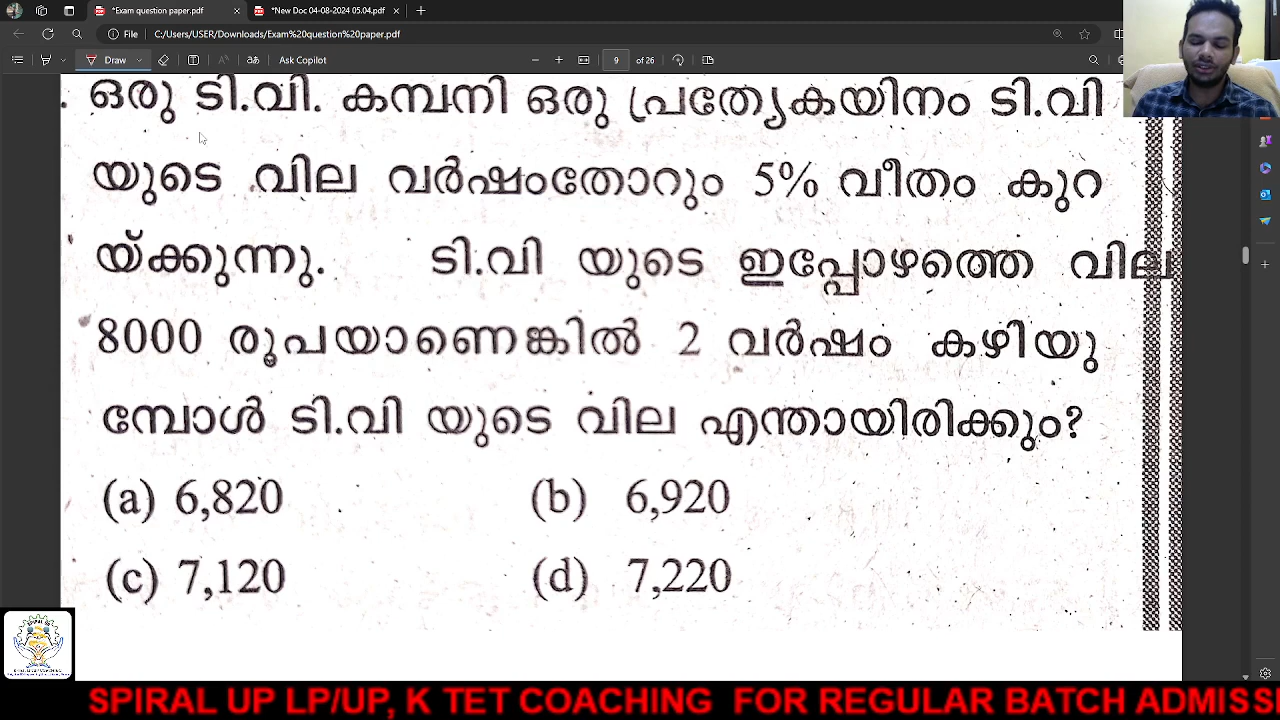 *Exam question paper.pdf
*New Doc 04-08-2024 05.04.pdf
File C:/Users/USER/Downloads/Exam%20question%20paper.pdf
Draw aあ Ask Copilot 9 of 26
. ഒരു ടി.വി. കമ്പനി ഒരു പ്രത്യേകയിനം ടി.വി
യുടെ വില വർഷംതോറും 5% വീതം കുറ
യ്ക്കുന്നു. ടി.വി യുടെ ഇപ്പോഴത്തെ വില
8000 രൂപയാണെങ്കിൽ 2 വർഷം കഴിയു
മ്പോൾ ടി.വി യുടെ വില എന്തായിരിക്കും?
(a) 6,820 (b) 6,920
(c) 7,120 (d) 7,220
SPIRAL UP LP/UP, K TET COACHING FOR REGULAR BATCH ADMISS